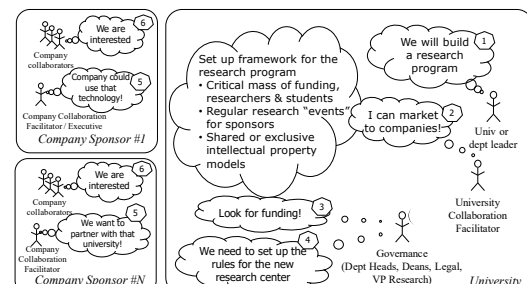 6
We are
interested
Company
collaborators
5
Company could
use that
technology!
Company Collaboration
Facilitator / Executive
Company Sponsor #1
6
We are
interested
Company
collaborators
5
We want to
partner with that
university!
Company
Collaboration
Facilitator
Company Sponsor #N
Set up framework for the
research program
• Critical mass of funding,
researchers & students
• Regular research “events”
for sponsors
• Shared or exclusive
intellectual property
models
1
We will build
a research
program
Univ or
dept leader
2
I can market
to companies!
University
Collaboration
Facilitator
3
Look for funding!
4
We need to set up the
rules for the new
research center
Governance
(Dept Heads, Deans, Legal,
VP Research)
University